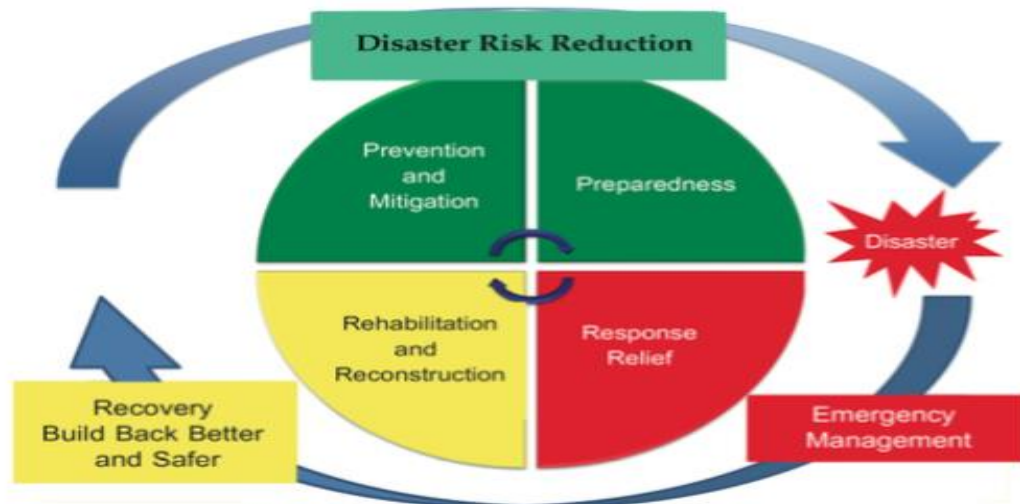 Disaster Risk Reduction
Prevention
and
Mitigation
Preparedness
Disaster
Rehabilitation
and
Reconstruction
Response
Relief
Recovery
Build Back Better
and Safer
Emergency
Management